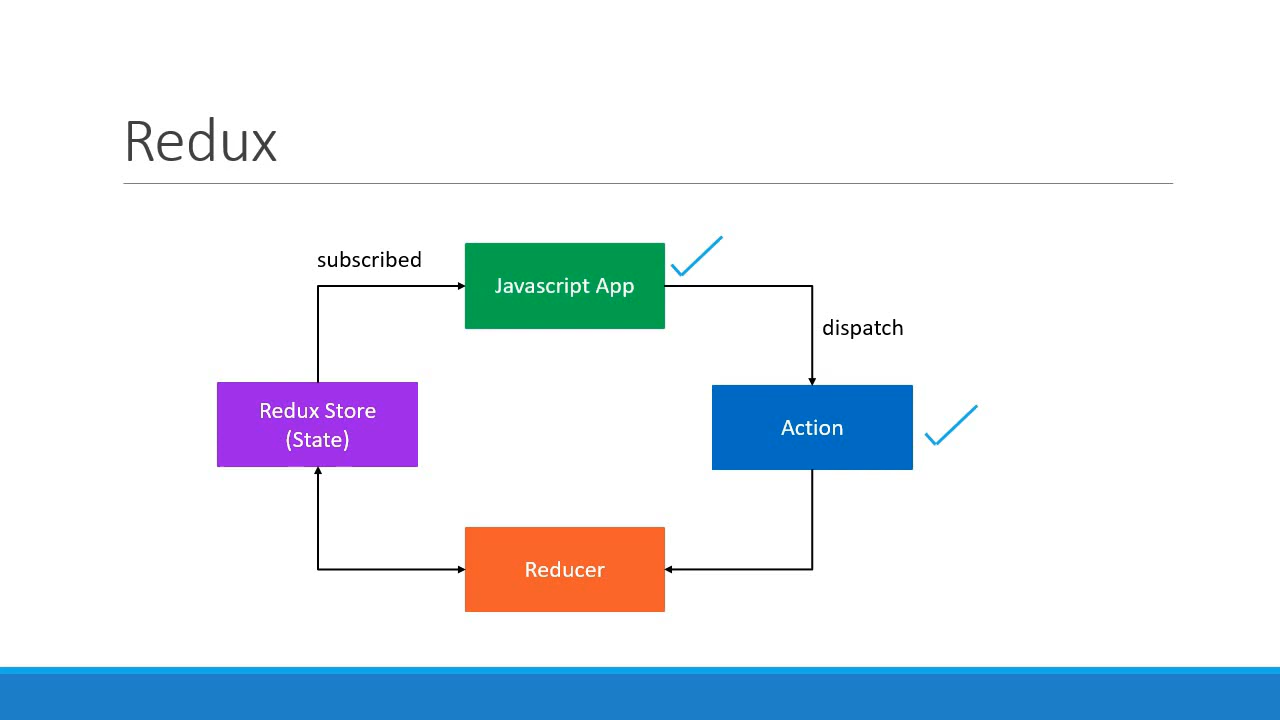 Redux
subscribed
Javascript App
dispatch
Redux Store
(State)
Action
Reducer